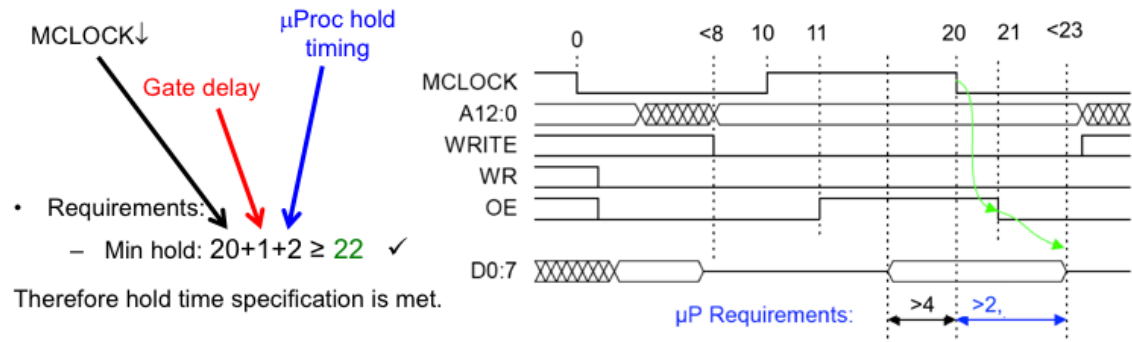 MCLOCK↓
μProc hold
timing
Gate delay
• Requirements:
– Min hold: 20+1+2 ≥ 22 ✓
Therefore hold time specification is met.
0 <8 10 11 20 21 <23
MCLOCK
A12:0
WRITE
WR
OE
D0:7
μP Requirements: >4 >2,